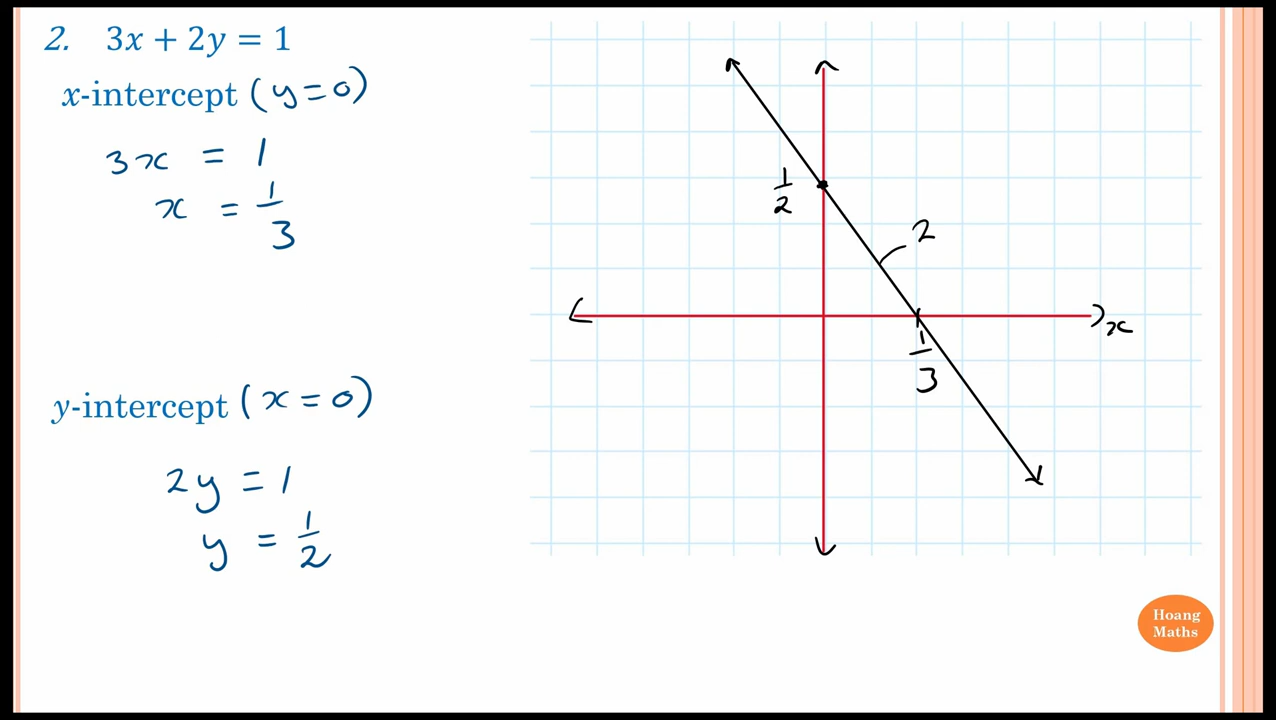 2. 3x + 2y = 1
x-intercept (y=0)
3x = 1
x = 1/3
y-intercept (x=0)
2y = 1
y = 1/2
1/2
2
x
1/3
Hoang
Maths